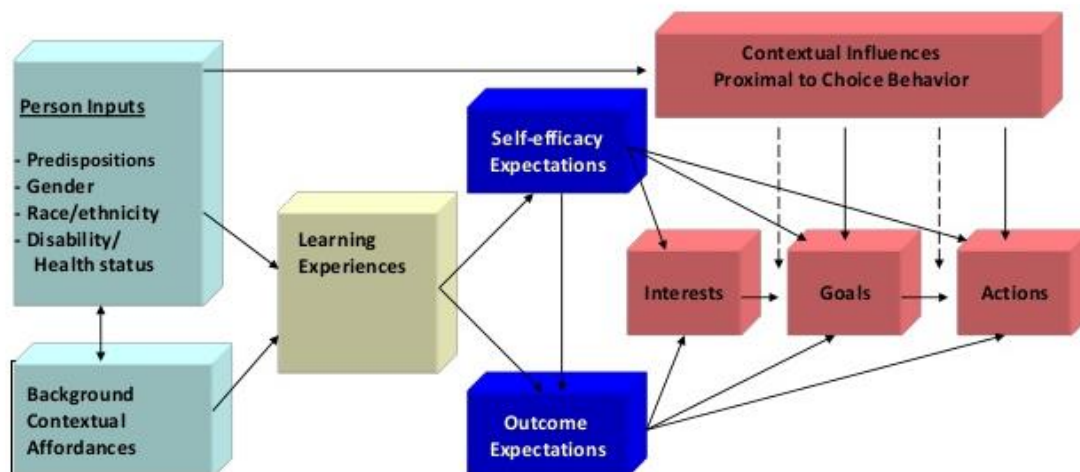 Person Inputs
- Predispositions
- Gender
- Race/ethnicity
- Disability/
Health status
Background
Contextual
Affordances
Learning
Experiences
Self-efficacy
Expectations
Outcome
Expectations
Contextual Influences
Proximal to Choice Behavior
Interests
Goals
Actions